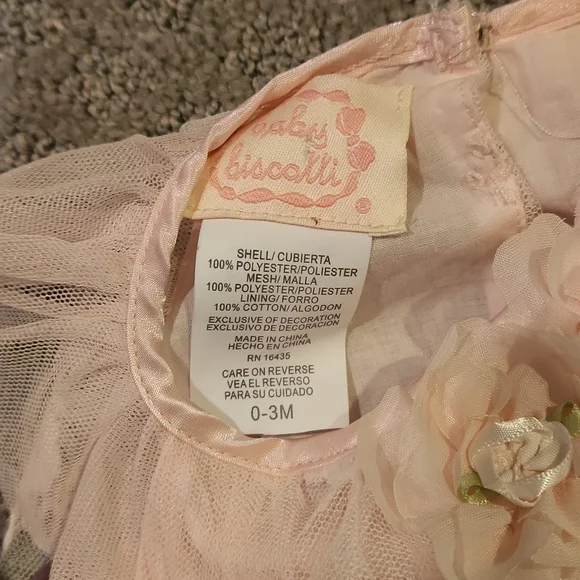 baby
biscotti
®
SHELL/ CUBIERTA
100% POLYESTER/POLIESTER
MESH/ MALLA
100% POLYESTER/POLIESTER
LINING/ FORRO
100% COTTON/ ALGODON
EXCLUSIVE OF DECORATION
EXCLUSIVO DE DECORACION
MADE IN CHINA
HECHO EN CHINA
RN 16435
CARE ON REVERSE
VEA EL REVERSO
PARA SU CUIDADO
0-3M